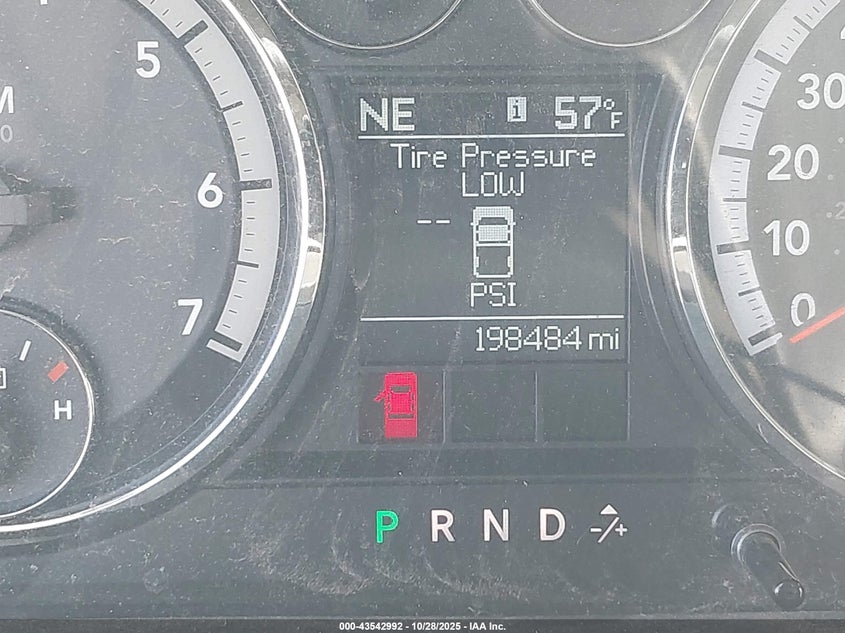 5
6
7
H
NE i 57°F
Tire Pressure
LOW
--
PSI
198484 mi
30
20
10
0
P R N D -/+
000-43542992 - 10/28/2025 - IAA Inc.